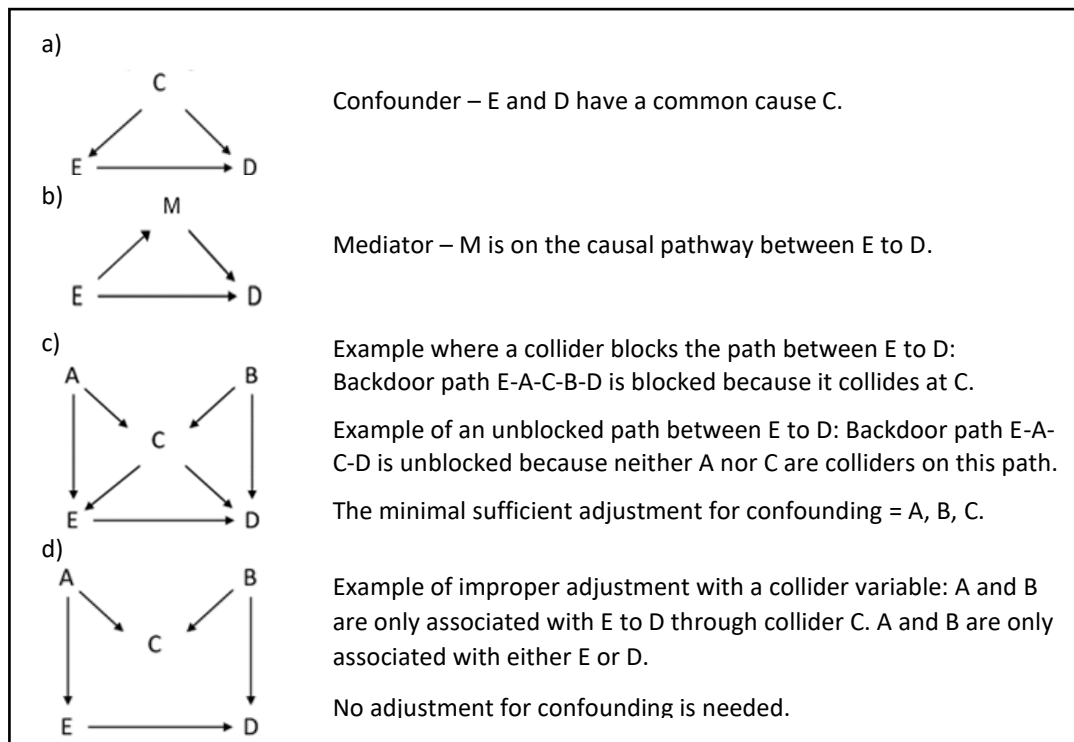 a)
C
E
D
Confounder – E and D have a common cause C.
b)
M
E
D
Mediator – M is on the causal pathway between E to D.
c)
A
B
C
E
D
Example where a collider blocks the path between E to D:
Backdoor path E-A-C-B-D is blocked because it collides at C.
Example of an unblocked path between E to D: Backdoor path E-A-
C-D is unblocked because neither A nor C are colliders on this path.
The minimal sufficient adjustment for confounding = A, B, C.
d)
A
B
C
E
D
Example of improper adjustment with a collider variable: A and B
are only associated with E to D through collider C. A and B are only
associated with either E or D.
No adjustment for confounding is needed.